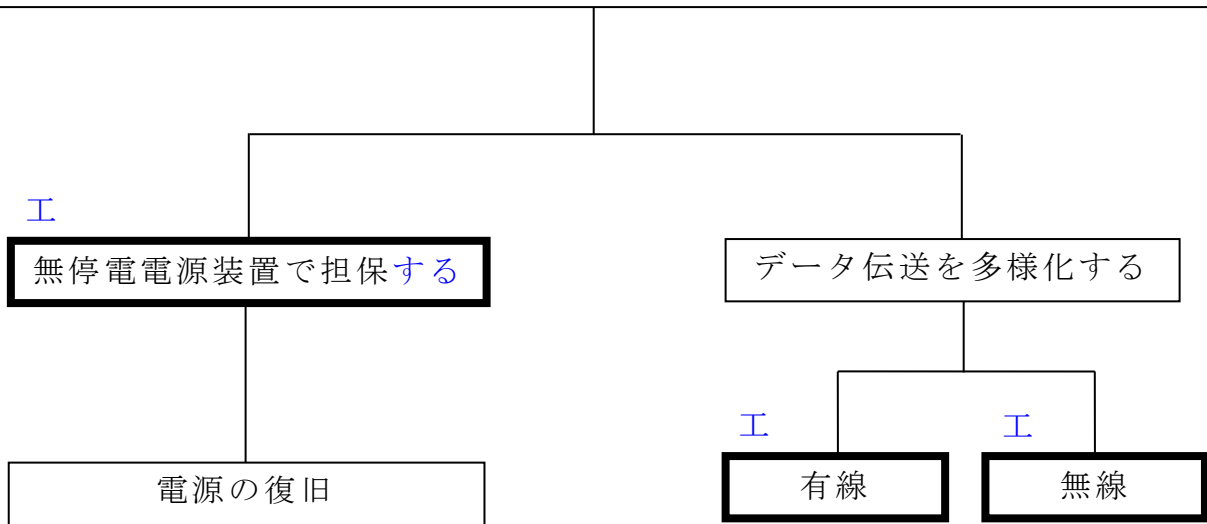 工
無停電電源装置で担保する
データ伝送を多様化する
工
工
電源の復旧
有線
無線